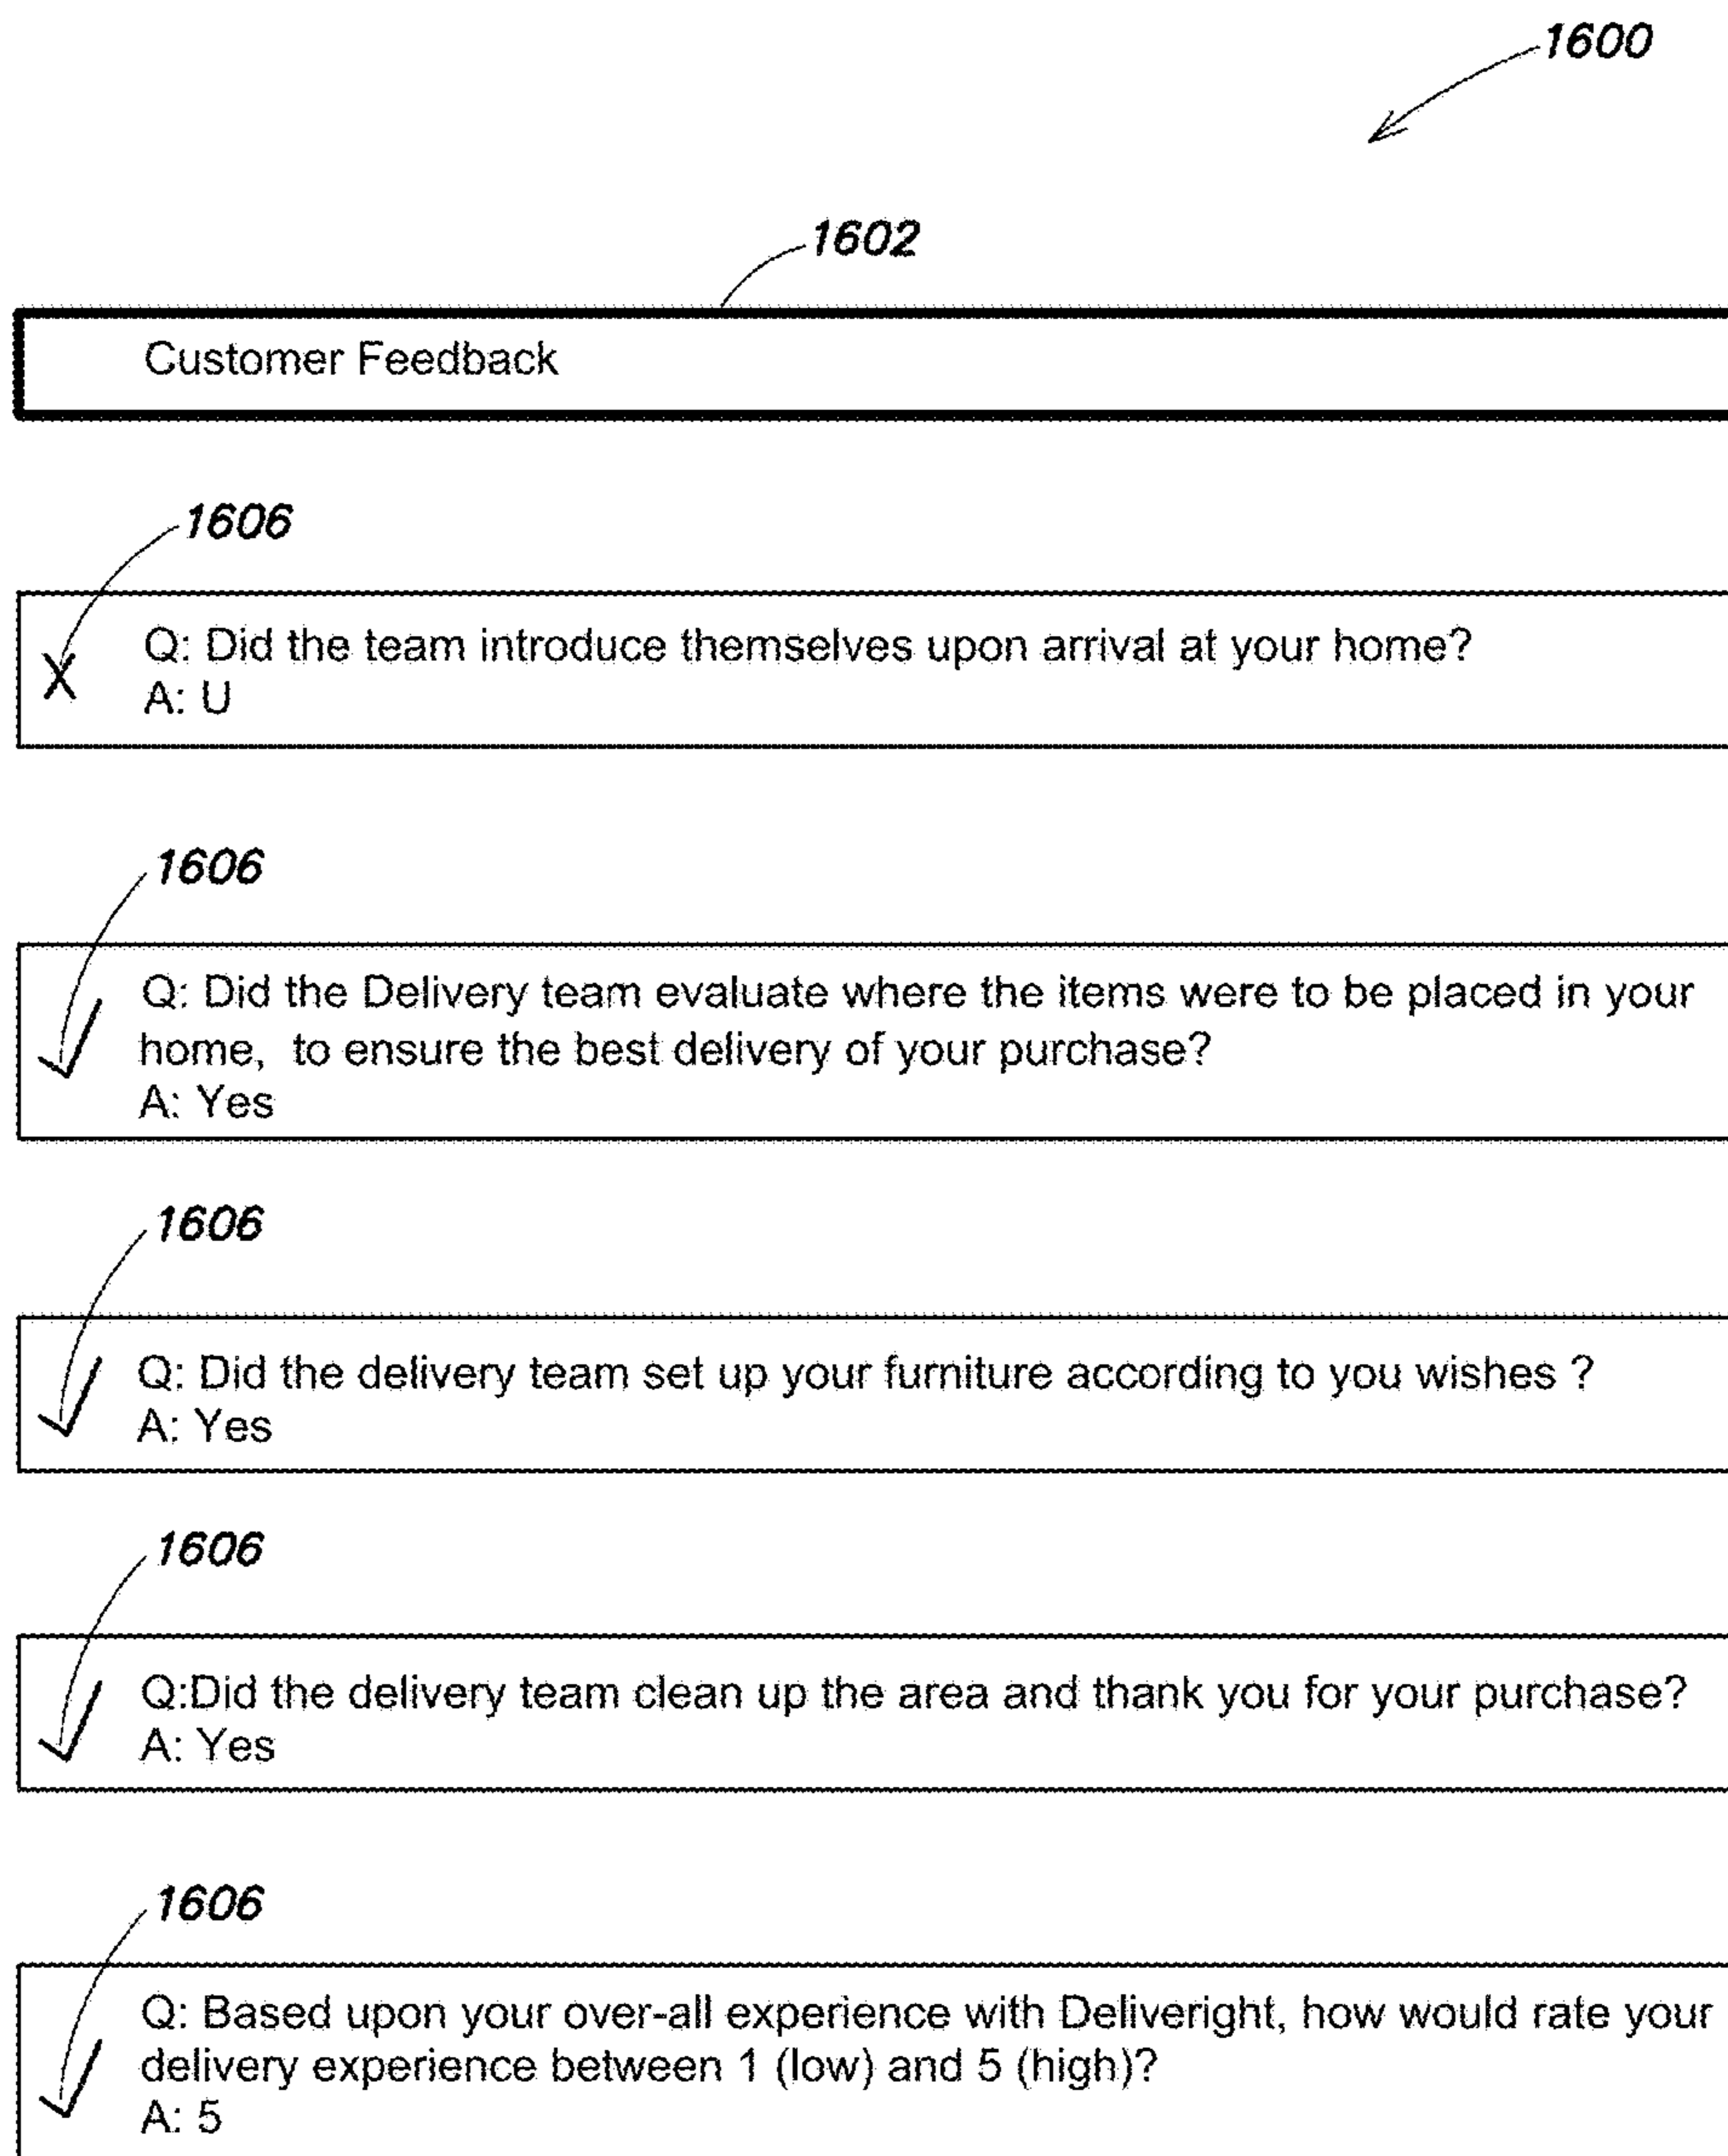 1600
1602
Customer Feedback
1606
X
Q: Did the team introduce themselves upon arrival at your home?
A: U
1606
Q: Did the Delivery team evaluate where the items were to be placed in your
home, to ensure the best delivery of your purchase?
A: Yes
1606
Q: Did the delivery team set up your furniture according to you wishes ?
A: Yes
1606
Q:Did the delivery team clean up the area and thank you for your purchase?
A: Yes
1606
Q: Based upon your over-all experience with Deliveright, how would rate your
delivery experience between 1 (low) and 5 (high)?
A: 5